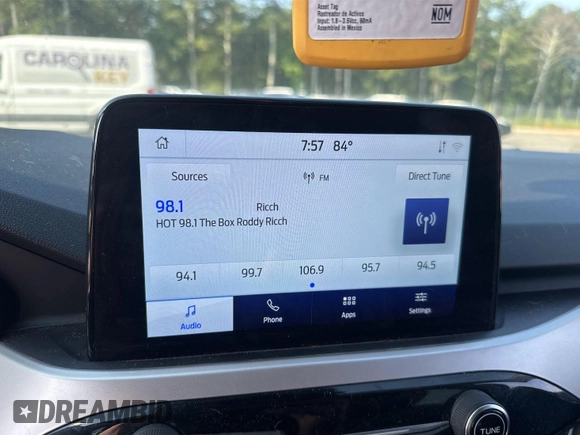 Asset Tag
Rastreador de Activos
Input: 1.8 - 3.6Vcc, 60mA
Assembled in Mexico
NOM
CAROLINA
KEY
7:57 84°
Sources
FM
Direct Tune
98.1 Ricch
HOT 98.1 The Box Roddy Ricch
94.1 99.7 106.9 95.7 94.5
Audio Phone Apps Settings
DREAMBID
TUNE